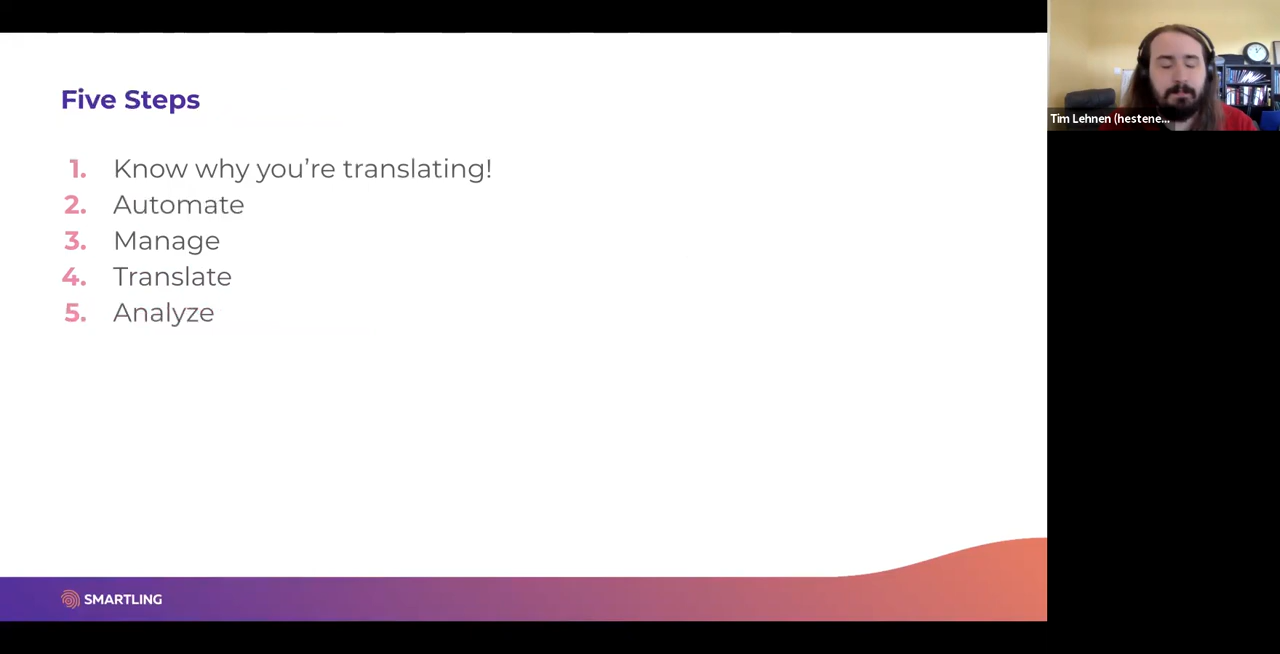 Five Steps
1. Know why you're translating!
2. Automate
3. Manage
4. Translate
5. Analyze
SMARTLING
Tim Lehnen (hestene...